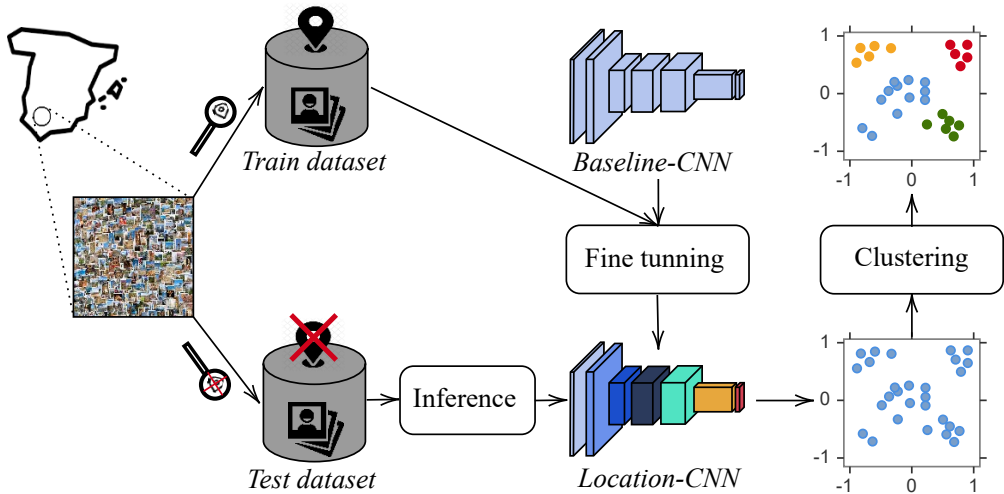 Train dataset
Baseline-CNN
1
0
-1
-1 0 1
Fine tunning
Clustering
Inference
Test dataset
Location-CNN
1
0
-1
-1 0 1